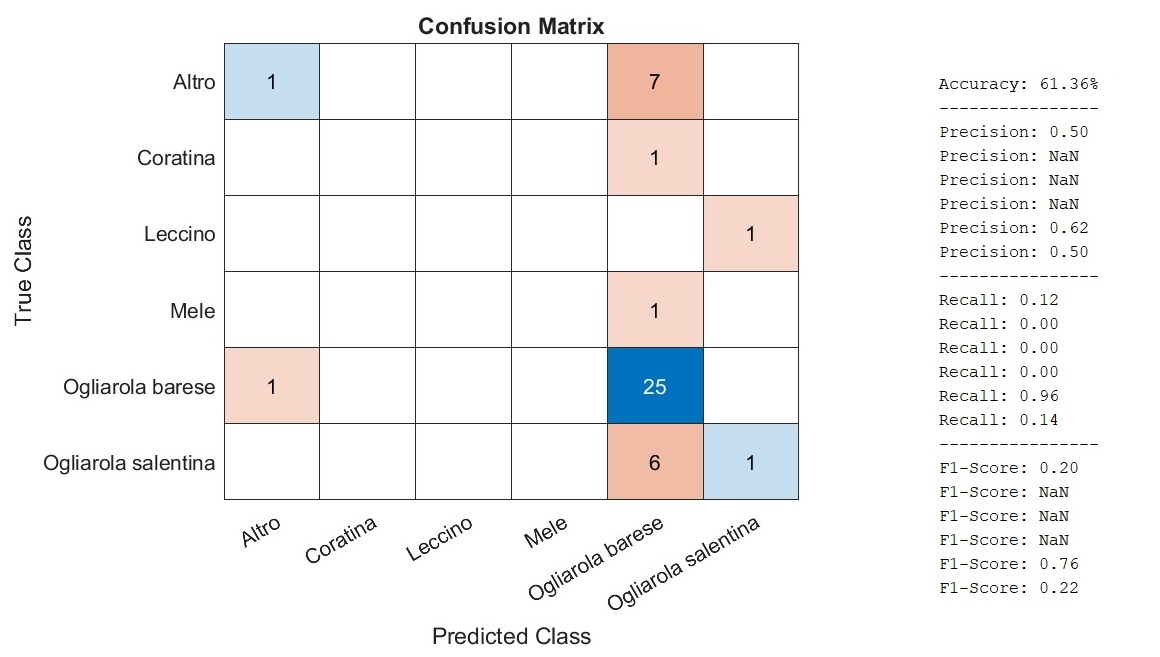 Confusion Matrix
True Class
Altro 1 7
Coratina 1
Leccino 1
Mele 1
Ogliarola barese 1 25
Ogliarola salentina 6 1
Altro Coratina Leccino Mele Ogliarola barese Ogliarola salentina
Predicted Class
Accuracy: 61.36%
----------------
Precision: 0.50
Precision: NaN
Precision: NaN
Precision: NaN
Precision: 0.62
Precision: 0.50
----------------
Recall: 0.12
Recall: 0.00
Recall: 0.00
Recall: 0.00
Recall: 0.96
Recall: 0.14
----------------
F1-Score: 0.20
F1-Score: NaN
F1-Score: NaN
F1-Score: NaN
F1-Score: 0.76
F1-Score: 0.22